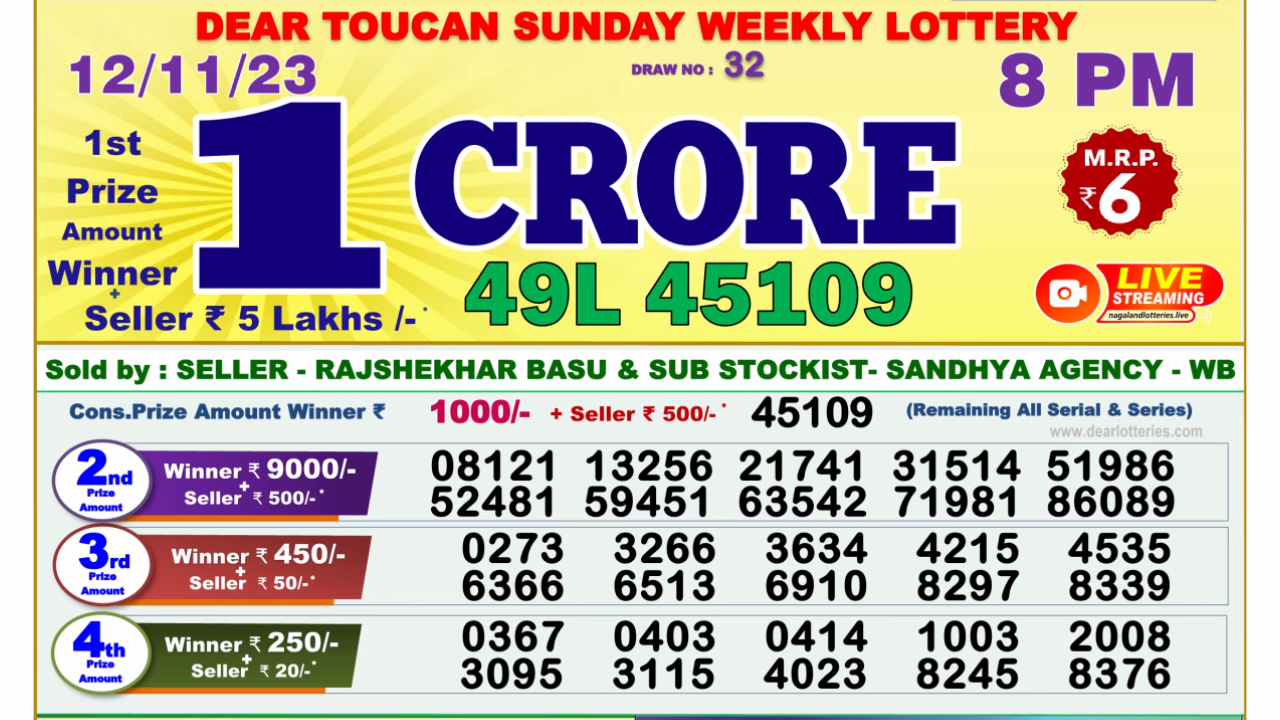 DEAR TOUCAN SUNDAY WEEKLY LOTTERY
12/11/23
DRAW NO : 32
8 PM
1st
Prize
Amount
Winner
+
Seller ₹ 5 Lakhs /-*
1 CRORE
49L 45109
M.R.P.
₹6
LIVE
STREAMING
nagalandlotteries.live
Sold by : SELLER - RAJSHEKHAR BASU & SUB STOCKIST- SANDHYA AGENCY - WB
Cons.Prize Amount Winner ₹ 1000/- + Seller ₹ 500/-* 45109 (Remaining All Serial & Series)
www.dearlotteries.com
2nd
Prize
Amount
Winner ₹ 9000/-
+
Seller ₹ 500/-*
08121 13256 21741 31514 51986
52481 59451 63542 71981 86089
3rd
Prize
Amount
Winner ₹ 450/-
+
Seller ₹ 50/-*
0273 3266 3634 4215 4535
6366 6513 6910 8297 8339
4th
Prize
Amount
Winner ₹ 250/-
+
Seller ₹ 20/-*
0367 0403 0414 1003 2008
3095 3115 4023 8245 8376